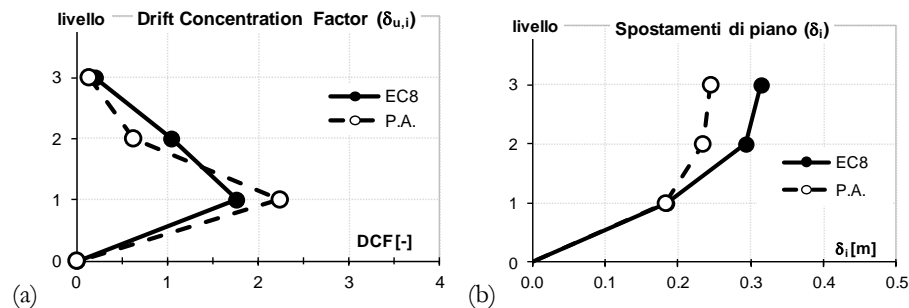 livello
Drift Concentration Factor (δu,i)
3
2
1
0
0
1
2
3
4
EC8
P.A.
DCF[-]
(a)
livello
Spostamenti di piano (δi)
3
2
1
0
0.0
0.1
0.2
0.3
0.4
0.5
EC8
P.A.
δi[m]
(b)